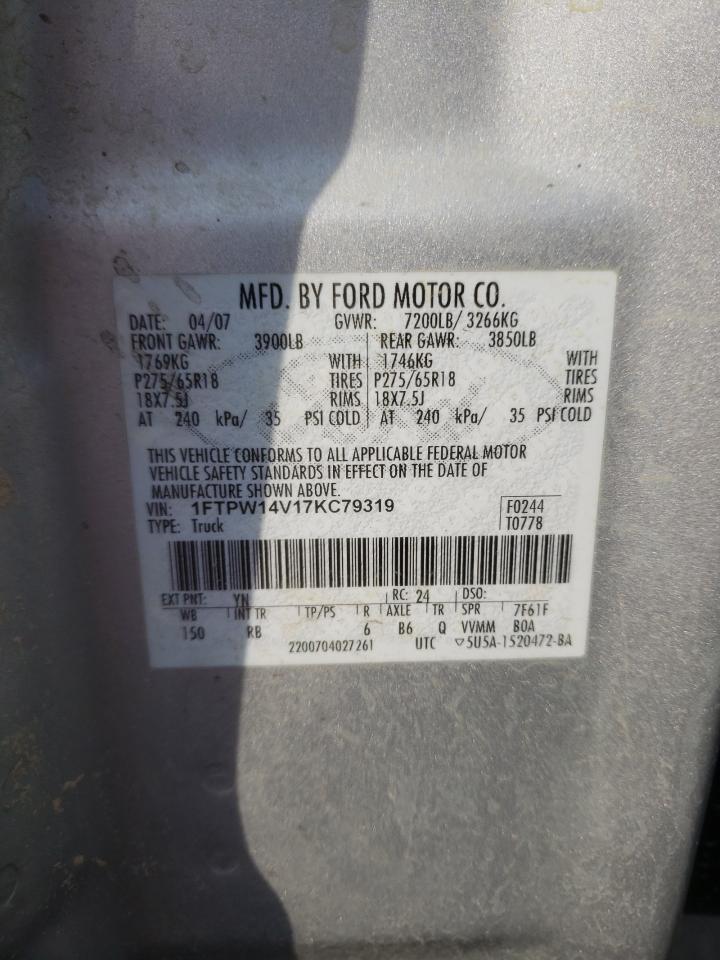 MFD. BY FORD MOTOR CO.
DATE: 04/07 GVWR: 7200LB/ 3266KG
FRONT GAWR: 3900LB REAR GAWR: 3850LB
1769KG WITH 1746KG WITH
P275/65R18 TIRES P275/65R18 TIRES
18X7.5J RIMS 18X7.5J RIMS
AT 240 kPa/ 35 PSI COLD AT 240 kPa/ 35 PSI COLD
THIS VEHICLE CONFORMS TO ALL APPLICABLE FEDERAL MOTOR
VEHICLE SAFETY STANDARDS IN EFFECT ON THE DATE OF
MANUFACTURE SHOWN ABOVE.
VIN: 1FTPW14V17KC79319 F0244
TYPE: Truck T0778
EXT PNT: YN RC: 24 DSO:
WB INT TR TP/PS R AXLE TR SPR 7F61F
150 RB 6 B6 Q VVMM BOA
2200704027261 UTC ▽5U5A-1520472-BA